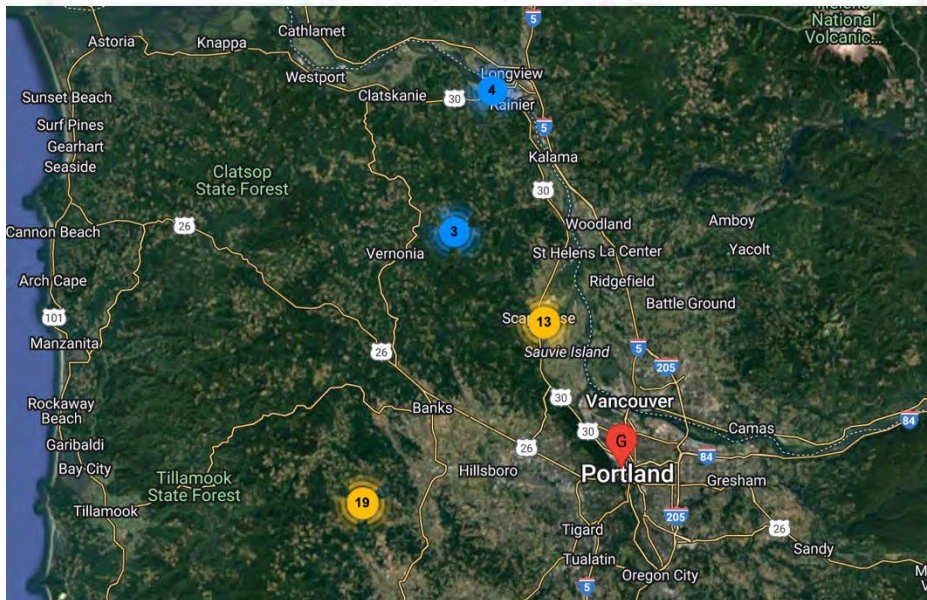 National
Volcanic...
5
Cathlamet
Astoria
Knappa
Westport
Longview
4
Rainier
Clatskanie
30
Sunset Beach
Surf Pines
Gearhart
Seaside
5
Kalama
Clatsop
State Forest
30
26
Cannon Beach
3
Woodland
Amboy
Vernonia
St Helens
La Center
Yacolt
Arch Cape
Ridgefield
Battle Ground
101
13
Manzanita
26
Sauvie Island
5
205
Rockaway
Beach
Banks
30
Vancouver
Camas
84
Garibaldi
30
G
26
84
Bay City
Hillsboro
Portland
Gresham
Tillamook
State Forest
19
Tillamook
205
26
Tigard
Sandy
Tualatin
Oregon City
5